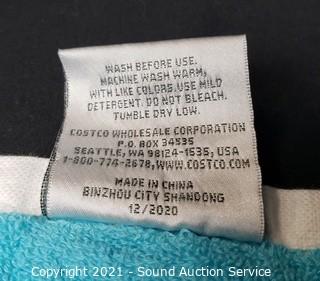 WASH BEFORE USE.
MACHINE WASH WARM,
WITH LIKE COLORS. USE MILD
DETERGENT. DO NOT BLEACH.
TUMBLE DRY LOW.
COSTCO WHOLESALE CORPORATION
P.O. BOX 34535
SEATTLE, WA 98124-1535, USA
1-800-774-2678, WWW.COSTCO.COM
MADE IN CHINA
BINZHOU CITY SHANDONG
12/2020
Copyright 2021 - Sound Auction Service